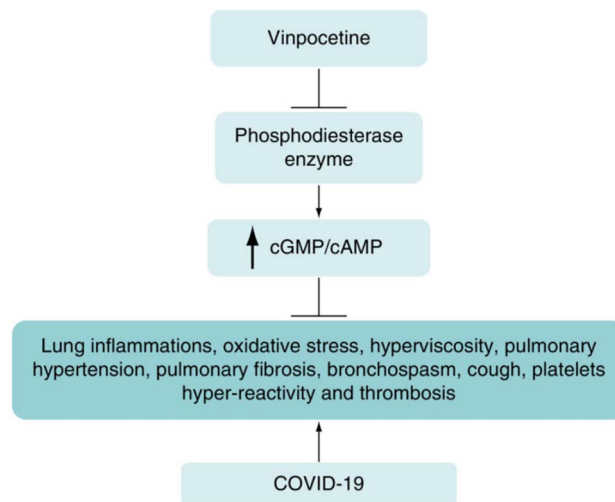 Vinpocetine
Phosphodiesterase
enzyme
cGMP/cAMP
Lung inflammations, oxidative stress, hyperviscosity, pulmonary
hypertension, pulmonary fibrosis, bronchospasm, cough, platelets
hyper-reactivity and thrombosis
COVID-19